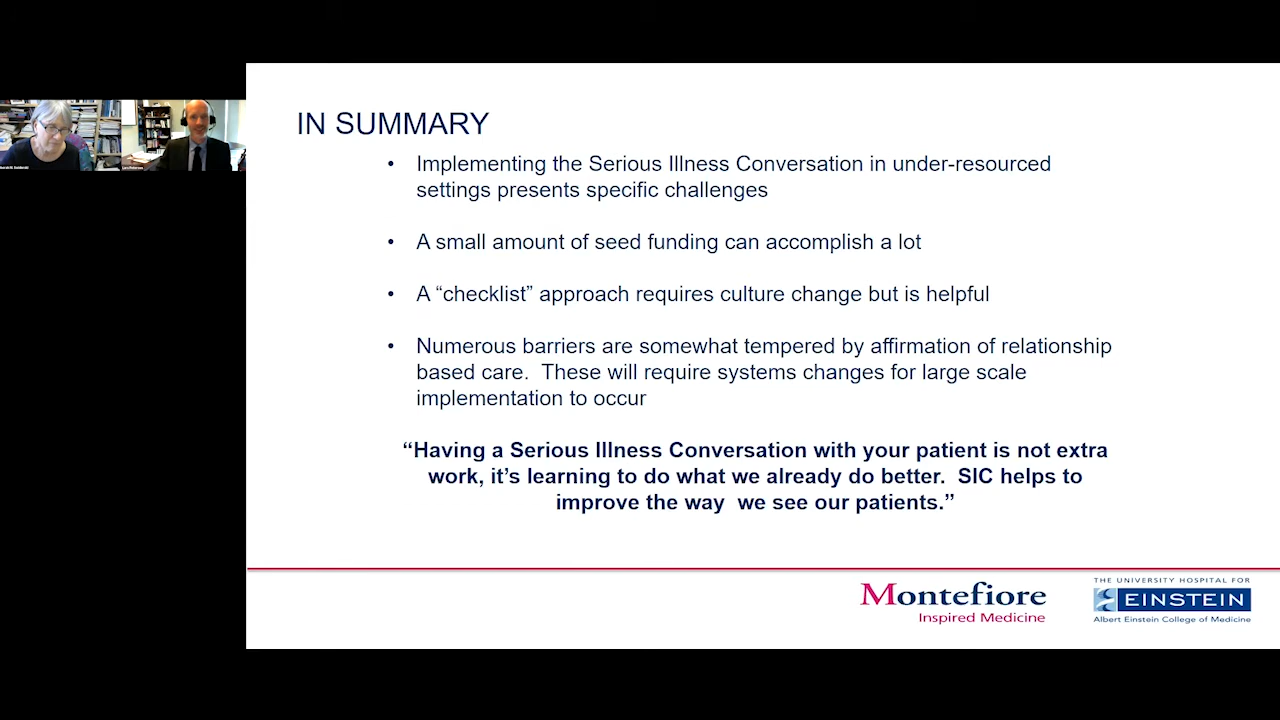 IN SUMMARY
• Implementing the Serious Illness Conversation in under-resourced
settings presents specific challenges
• A small amount of seed funding can accomplish a lot
• A “checklist” approach requires culture change but is helpful
• Numerous barriers are somewhat tempered by affirmation of relationship
based care.  These will require systems changes for large scale
implementation to occur
“Having a Serious Illness Conversation with your patient is not extra
work, it’s learning to do what we already do better.  SIC helps to
improve the way  we see our patients.”
Montefiore
Inspired Medicine
THE UNIVERSITY HOSPITAL FOR
EINSTEIN
Albert Einstein College of Medicine